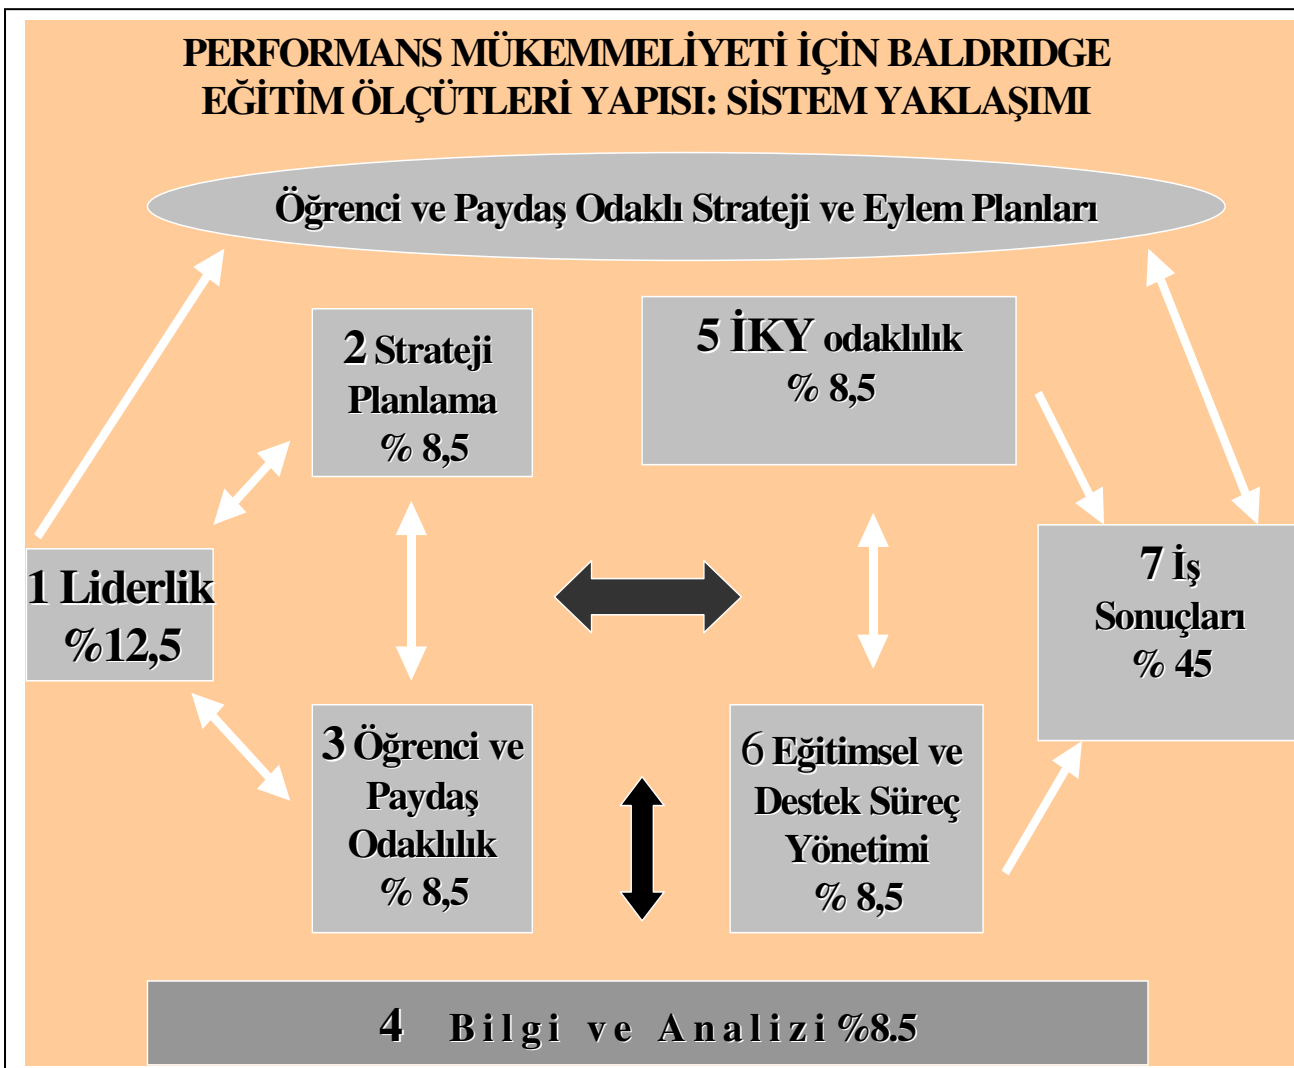 PERFORMANS MÜKEMMELİYETİ İÇİN BALDRIDGE
EĞİTİM ÖLÇÜTLERİ YAPISI: SİSTEM YAKLAŞIMI
Öğrenci ve Paydaş Odaklı Strateji ve Eylem Planları
2 Strateji
Planlama
% 8,5
5 İKY odaklılık
% 8,5
1 Liderlik
%12,5
7 İş
Sonuçları
% 45
3 Öğrenci ve
Paydaş
Odaklılık
% 8,5
6 Eğitimsel ve
Destek Süreç
Yönetimi
% 8,5
4 Bilgi ve Analizi %8.5